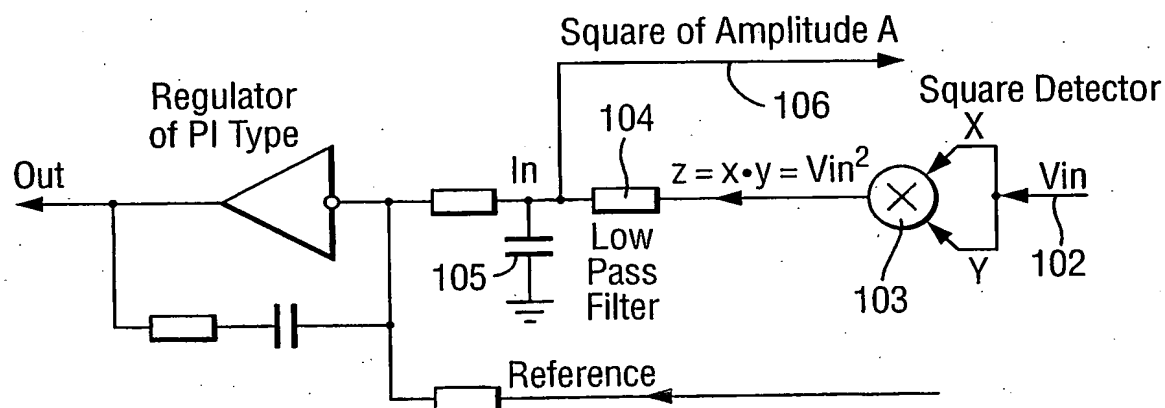 Square of Amplitude A
Regulator
of PI Type
104
106
Square Detector
X
Out
In
z = x•y = Vin²
Vin
105
Low
Pass
Filter
103
Y
102
Reference